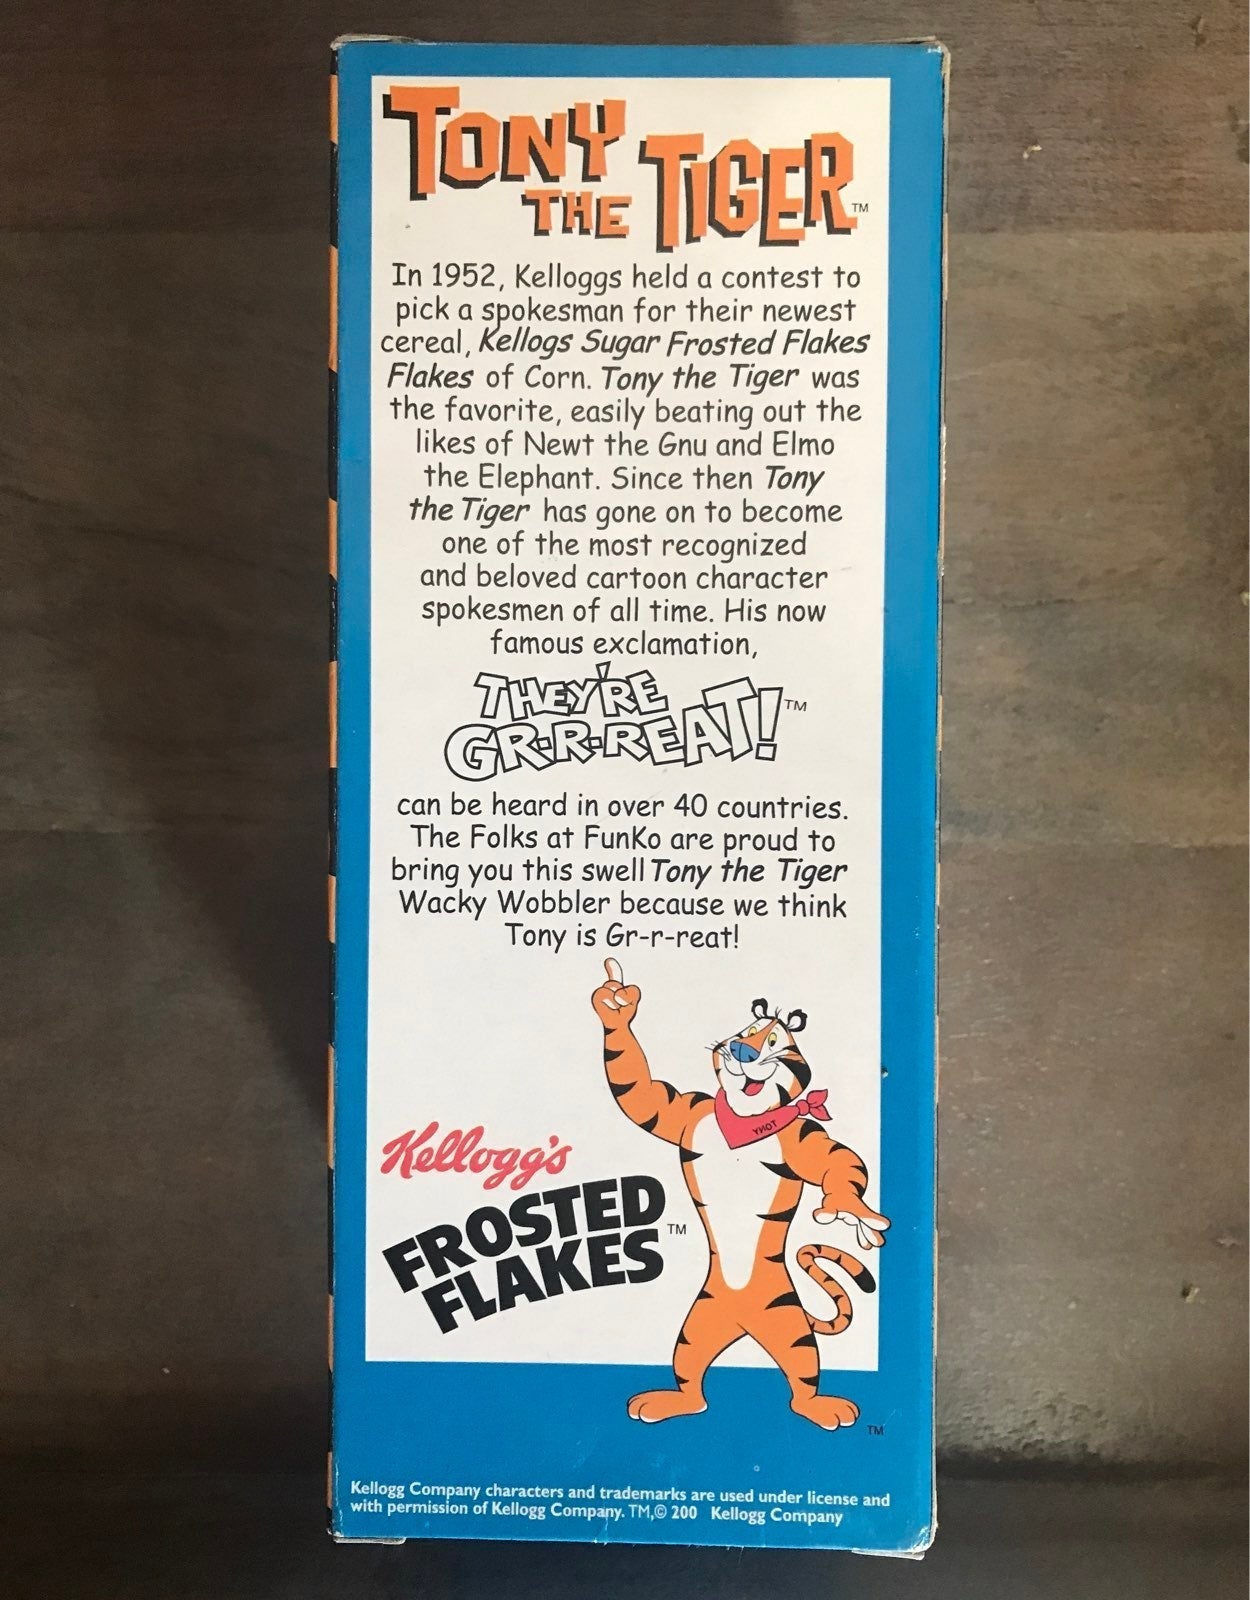 TONY
THE TIGER™
In 1952, Kelloggs held a contest to
pick a spokesman for their newest
cereal, Kellogs Sugar Frosted Flakes
Flakes of Corn. Tony the Tiger was
the favorite, easily beating out the
likes of Newt the Gnu and Elmo
the Elephant. Since then Tony
the Tiger has gone on to become
one of the most recognized
and beloved cartoon character
spokesmen of all time. His now
famous exclamation,
THEY'RE
GR-R-REAT!™
can be heard in over 40 countries.
The Folks at FunKo are proud to
bring you this swell Tony the Tiger
Wacky Wobbler because we think
Tony is Gr-r-reat!
TONY
Kellogg's
FROSTED
FLAKES™
TM
Kellogg Company characters and trademarks are used under license and
with permission of Kellogg Company. TM,© 200 Kellogg Company